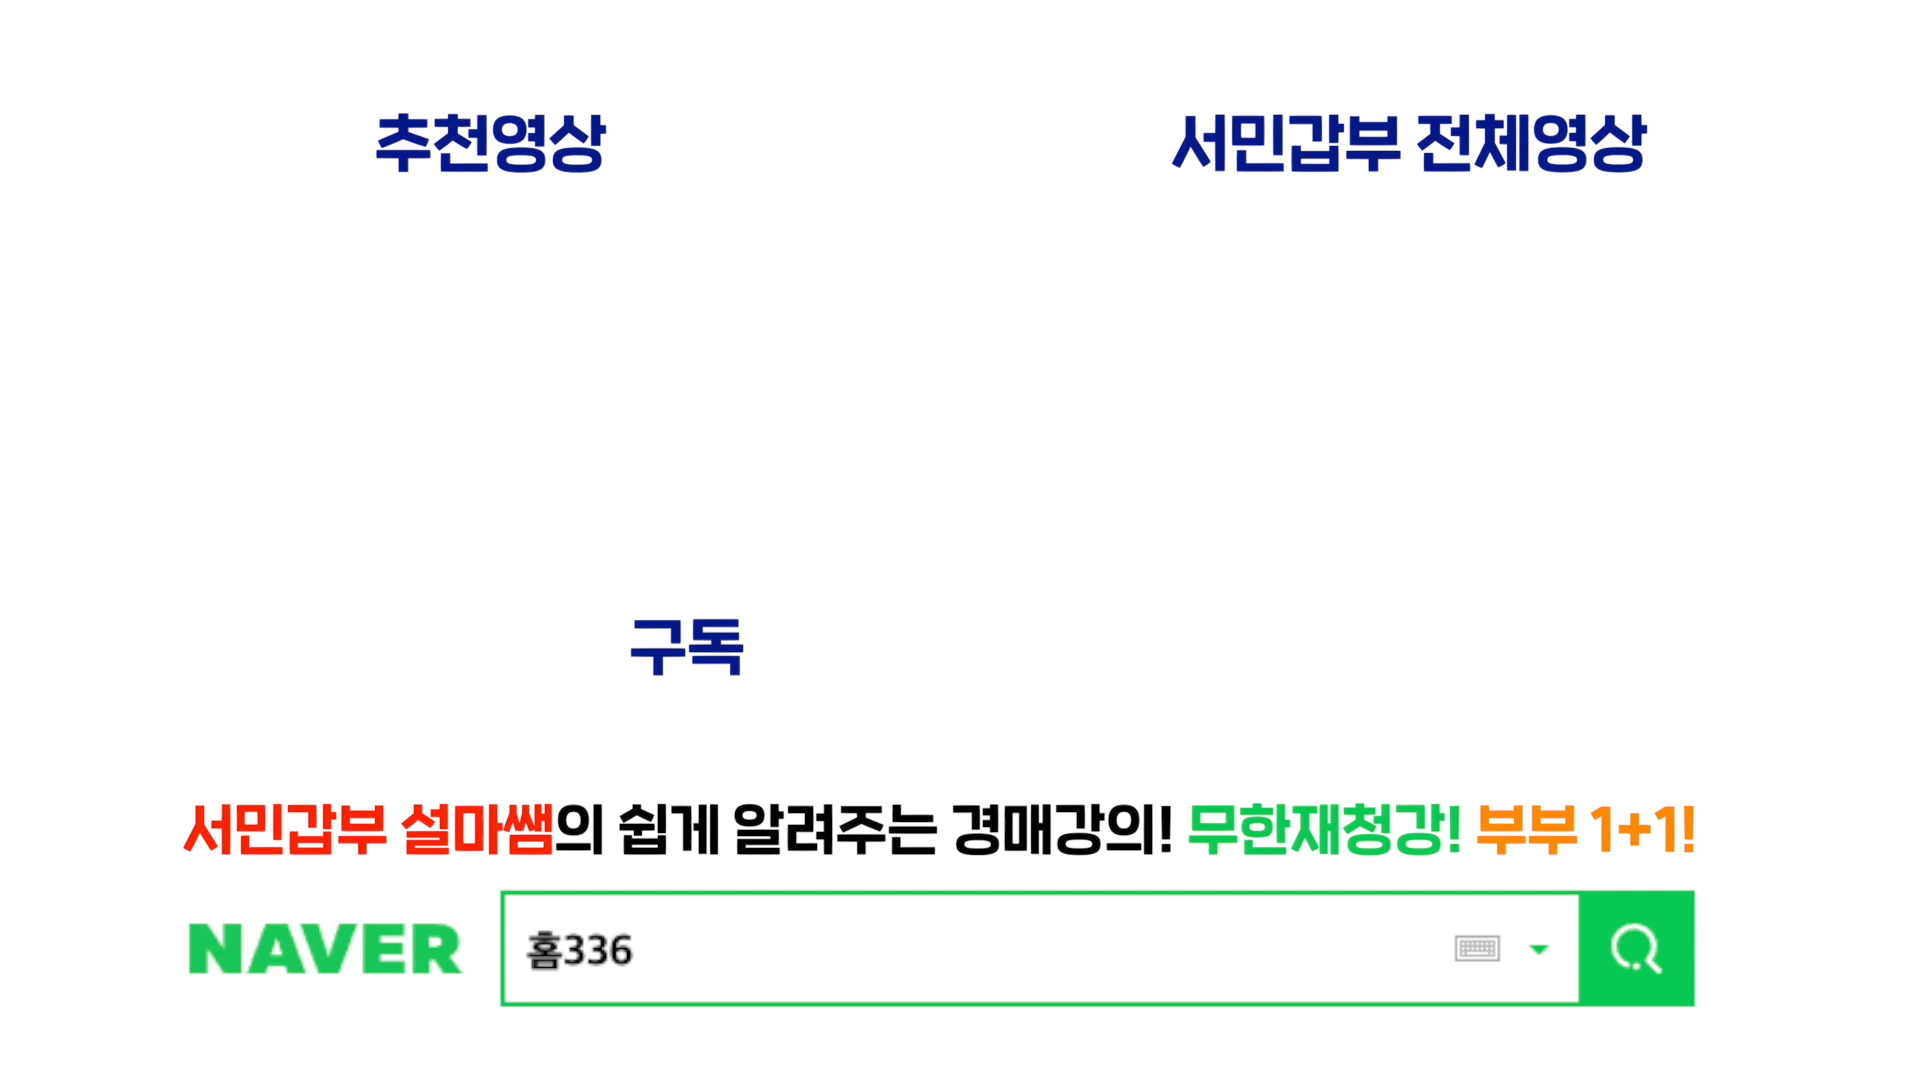 추천영상
서민갑부 전체영상
구독
서민갑부 설마쌤의 쉽게 알려주는 경매강의! 무한재청강! 부부 1+1!
NAVER
홈336